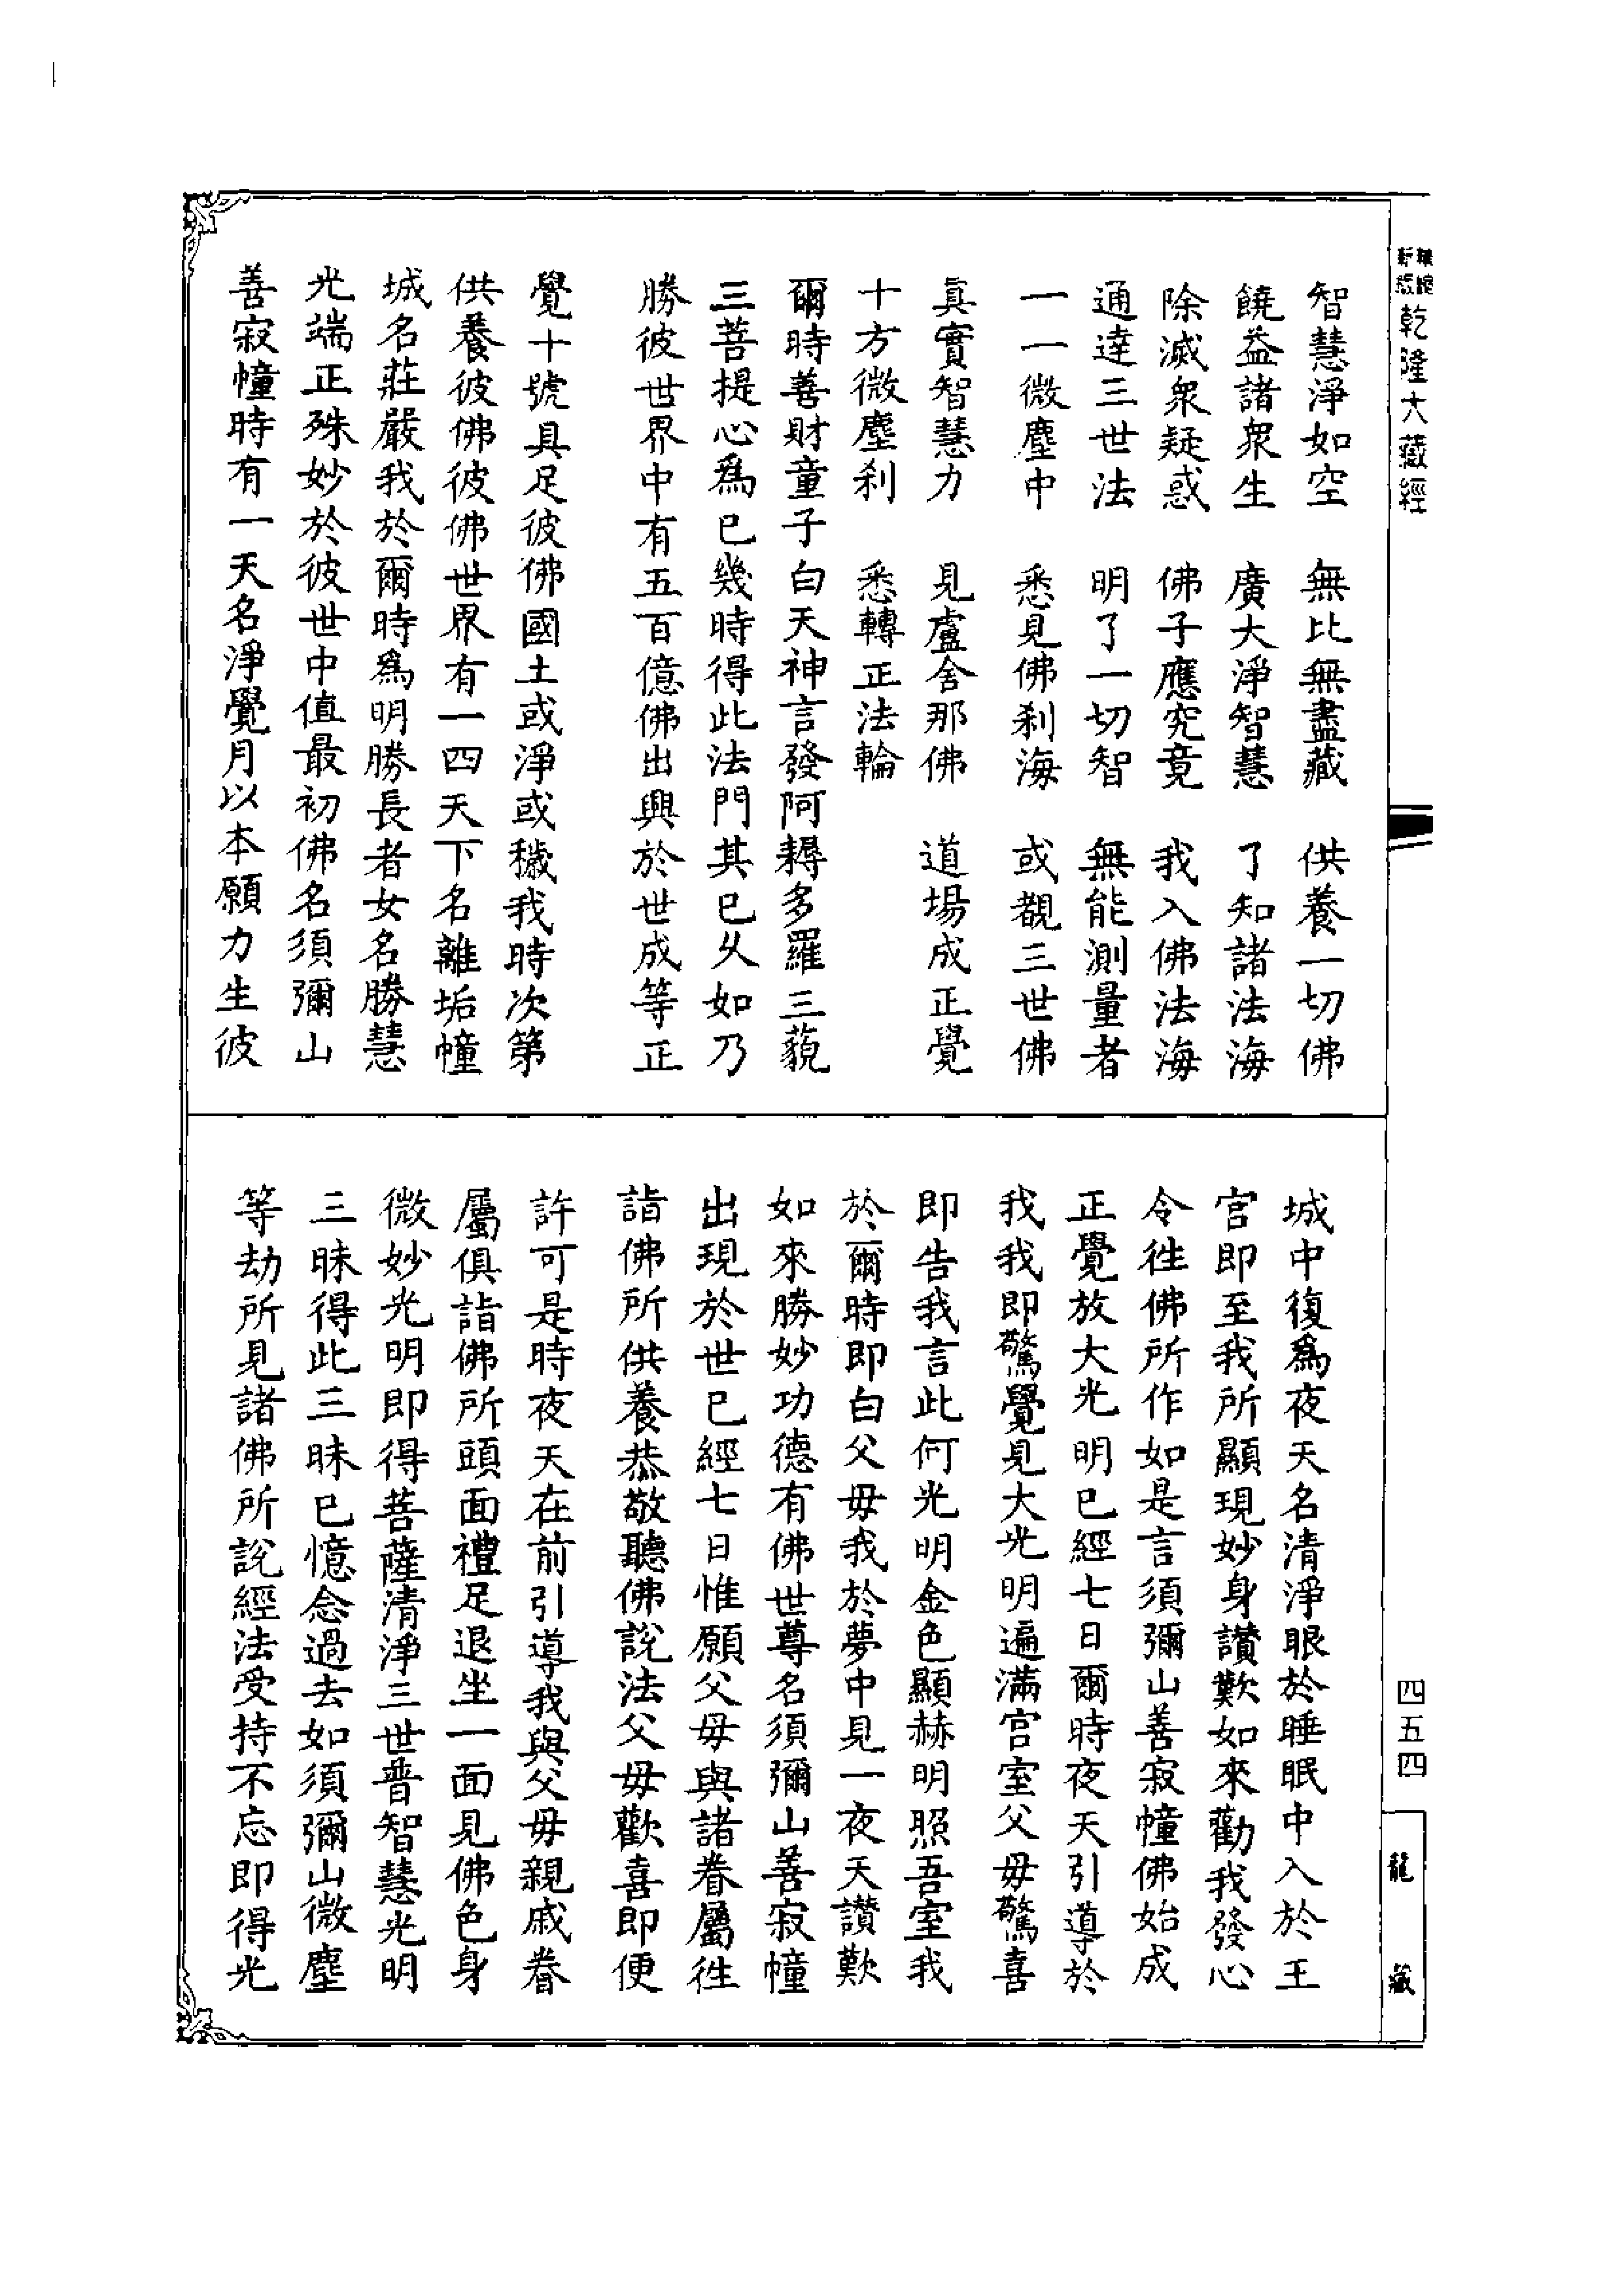 乾隆大藏經
智慧淨如空 無比無盡藏 供養一切佛
饒益諸衆生 廣大淨智慧 了知諸法海
除滅衆疑惑 佛子應究竟 我入佛法海
通達三世法 明了一切智 無能測量者
一一微塵中 悉見佛刹海 或覩三世佛
真實智慧力 見盧舍那佛 道場成正覺
十方微塵刹 悉轉正法輪
爾時善財童子白天神言發阿耨多羅三藐
三菩提心爲已幾時得此法門其已久如乃
勝彼世界中有五百億佛出興於世成等正
覺十號具足彼佛國土或淨或穢我時次第
供養彼佛彼佛世界有一四天下名離垢幢
城名莊嚴我於爾時爲明勝長者女名勝慧
光端正殊妙於彼世中值最初佛名須彌山
善寂幢時有一天名淨覺月以本願力生彼
城中復爲夜天名清淨眼於睡眠中入於王
宮即至我所顯現妙身讃歎如來勸我發心
令徃佛所作如是言須彌山善寂幢佛始成
正覺放大光明已經七日爾時夜天引導於
我我即驚覺見大光明遍滿宮室父毋驚喜
即告我言此何光明金色顯赫明照吾室我
於爾時即白父毋我於夢中見一夜天讃歎
如來勝妙功德有佛世尊名須彌山善寂幢
出現於世已經七日惟願父毋與諸眷屬徃
詣佛所供養恭敬聽佛說法父毋歡喜即便
許可是時夜天在前引導我與父毋親戚眷
屬俱詣佛所頭面禮足退坐一面見佛色身
微妙光明即得菩薩清淨三世普智慧光明
三昧得此三昧已憶念過去如須彌山微塵
等劫所見諸佛所說經法受持不忘即得光
四五四
龍藏